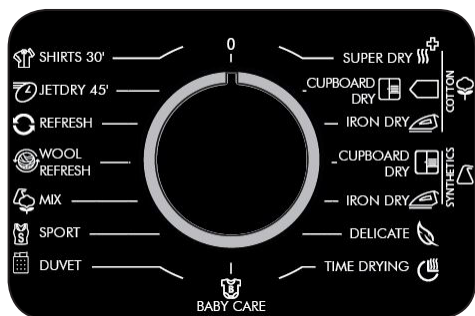 0
SHIRTS 30'
JETDRY 45'
REFRESH
WOOL
REFRESH
MIX
S
SPORT
DUVET
B
BABY CARE
SUPER DRY
CUPBOARD
DRY
IRON DRY
COTTON
CUPBOARD
DRY
IRON DRY
SYNTHETICS
DELICATE
TIME DRYING